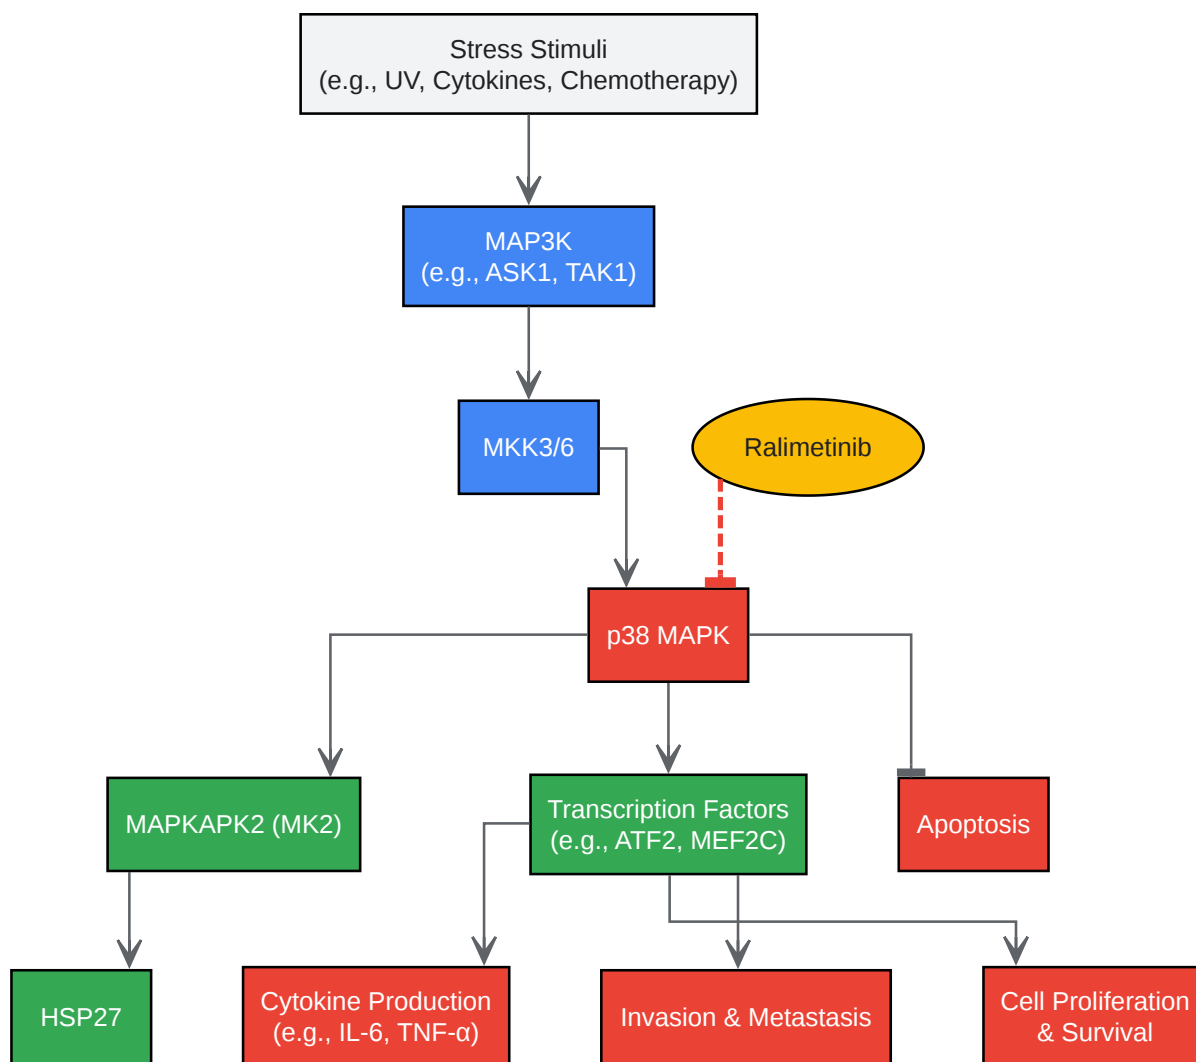 Stress Stimuli
(e.g., UV, Cytokines, Chemotherapy)
MAP3K
(e.g., ASK1, TAK1)
MKK3/6
Ralimetinib
p38 MAPK
MAPKAPK2 (MK2)
Transcription Factors
(e.g., ATF2, MEF2C)
Apoptosis
HSP27
Cytokine Production
(e.g., IL-6, TNF-α)
Invasion & Metastasis
Cell Proliferation
& Survival